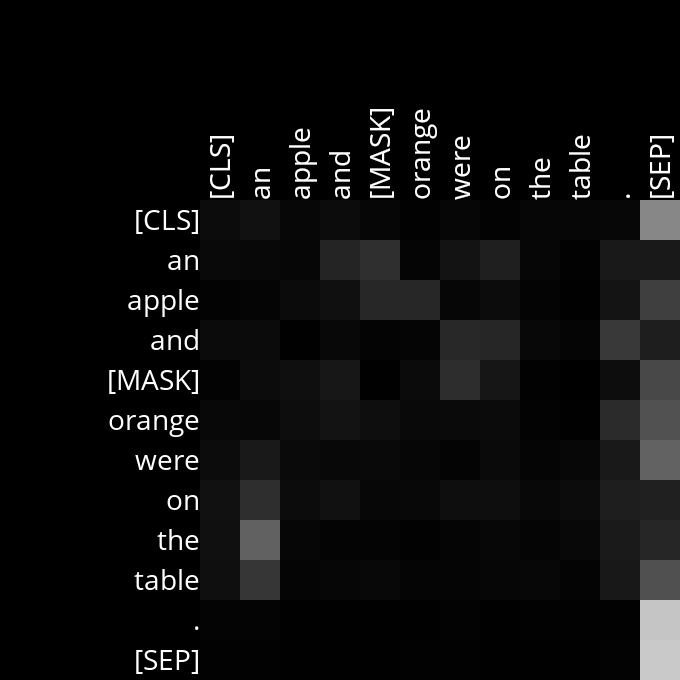 [CLS] an apple and [MASK] orange were on the table . [SEP]
[CLS]
an
apple
and
[MASK]
orange
were
on
the
table
.
[SEP]